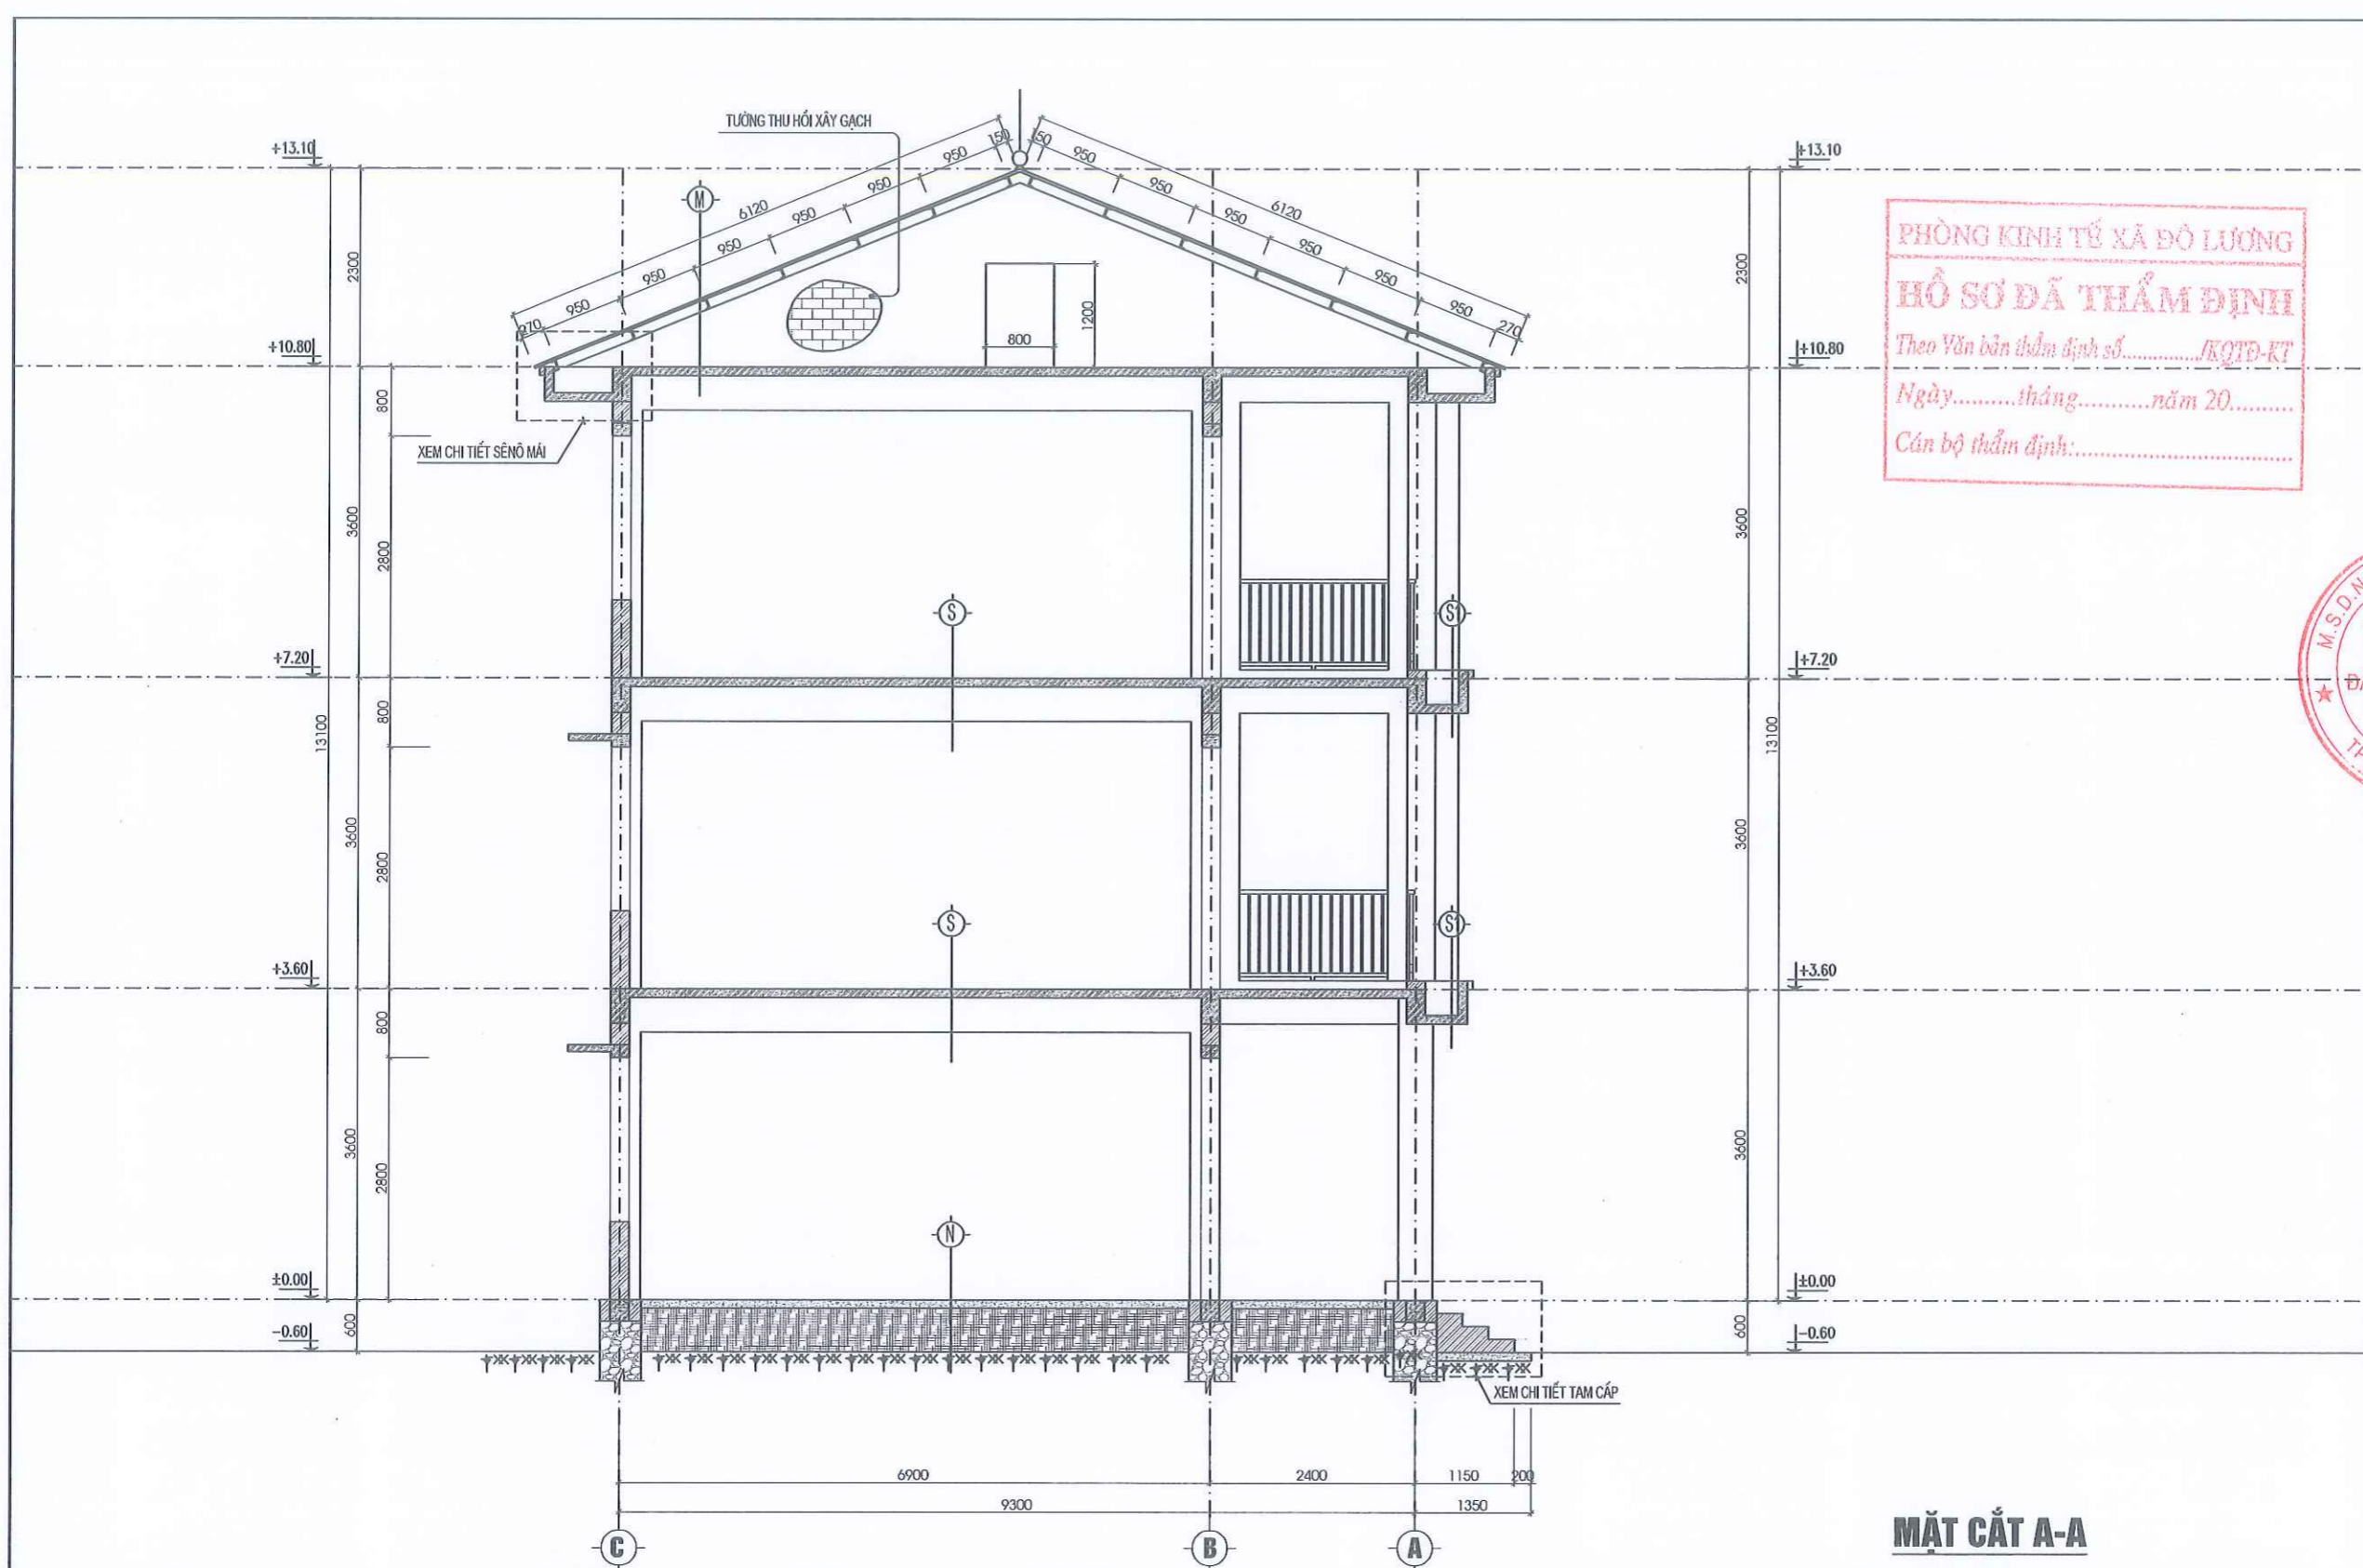 TƯỜNG THU HỒI XÂY GẠCH
+13.10
+13.10
150
150
950
950
950
950
950
950
950
950
950
950
950
950
6120
6120
270
270
M
2300
2300
800
1200
+10.80
+10.80
XEM CHI TIẾT SÊNÔ MÁI
PHÒNG KINH TẾ XÃ ĐÔ LƯƠNG
HỒ SƠ ĐÃ THẨM ĐỊNH
Theo Văn bản thẩm định số............./KQTĐ-KT
Ngày..........tháng..........năm 20..........
Cán bộ thẩm định:...................................
800
3600
2800
3600
S
S1
M.S.D.N
+7.20
+7.20
800
13100
13100
3600
2800
3600
S
S1
+3.60
+3.60
800
3600
2800
3600
N
±0.00
±0.00
600
600
-0.60
-0.60
XEM CHI TIẾT TAM CẤP
6900
2400
1150
200
9300
1350
C
B
A
MẶT CẮT A-A